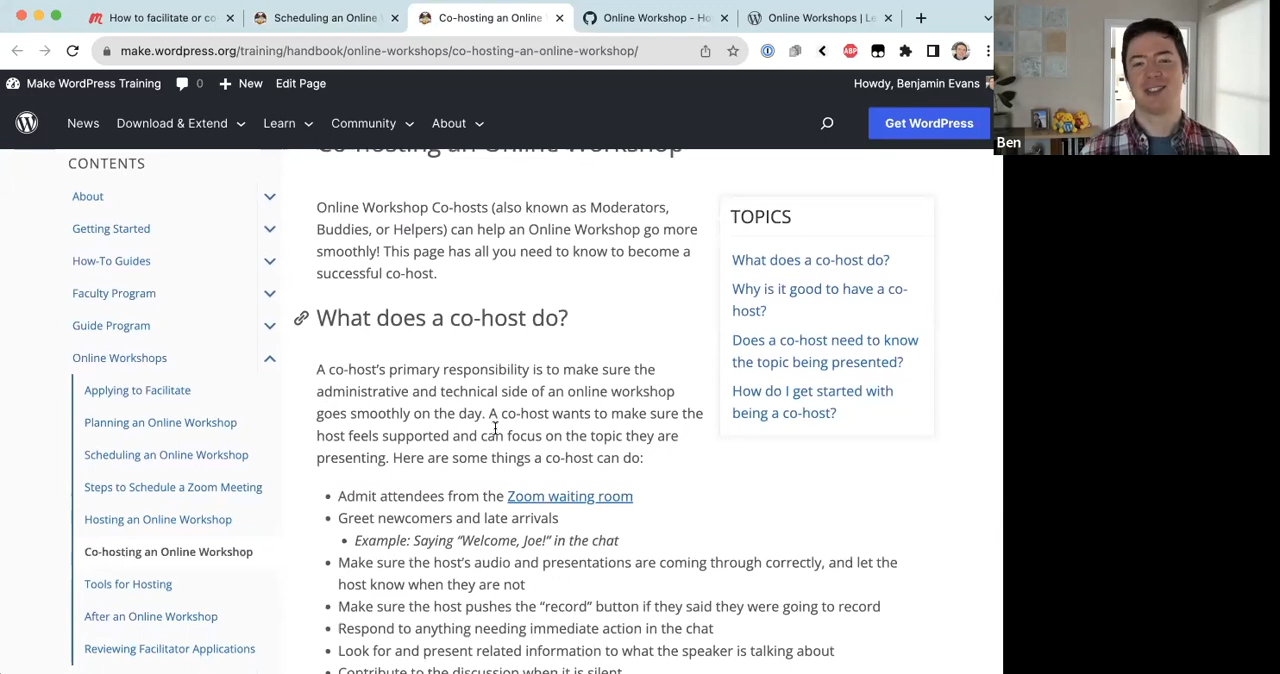 How to facilitate or co
Scheduling an Online
Co-hosting an Online
Online Workshop - Ho
Online Workshops | Le
make.wordpress.org/training/handbook/online-workshops/co-hosting-an-online-workshop/
ABP
Make WordPress Training
0
New
Edit Page
Howdy, Benjamin Evans
Ben
News
Download & Extend
Learn
Community
About
Get WordPress
Co-hosting an Online Workshop
CONTENTS
About
Getting Started
How-To Guides
Faculty Program
Guide Program
Online Workshops
Applying to Facilitate
Planning an Online Workshop
Scheduling an Online Workshop
Steps to Schedule a Zoom Meeting
Hosting an Online Workshop
Co-hosting an Online Workshop
Tools for Hosting
After an Online Workshop
Reviewing Facilitator Applications
Online Workshop Co-hosts (also known as Moderators,
Buddies, or Helpers) can help an Online Workshop go more
smoothly! This page has all you need to know to become a
successful co-host.
What does a co-host do?
A co-host's primary responsibility is to make sure the
administrative and technical side of an online workshop
goes smoothly on the day. A co-host wants to make sure the
host feels supported and can focus on the topic they are
presenting. Here are some things a co-host can do:
• Admit attendees from the Zoom waiting room
• Greet newcomers and late arrivals
• Example: Saying “Welcome, Joe!” in the chat
• Make sure the host's audio and presentations are coming through correctly, and let the
host know when they are not
• Make sure the host pushes the “record” button if they said they were going to record
• Respond to anything needing immediate action in the chat
• Look for and present related information to what the speaker is talking about
• Contribute to the discussion when it is silent
TOPICS
What does a co-host do?
Why is it good to have a co-
host?
Does a co-host need to know
the topic being presented?
How do I get started with
being a co-host?